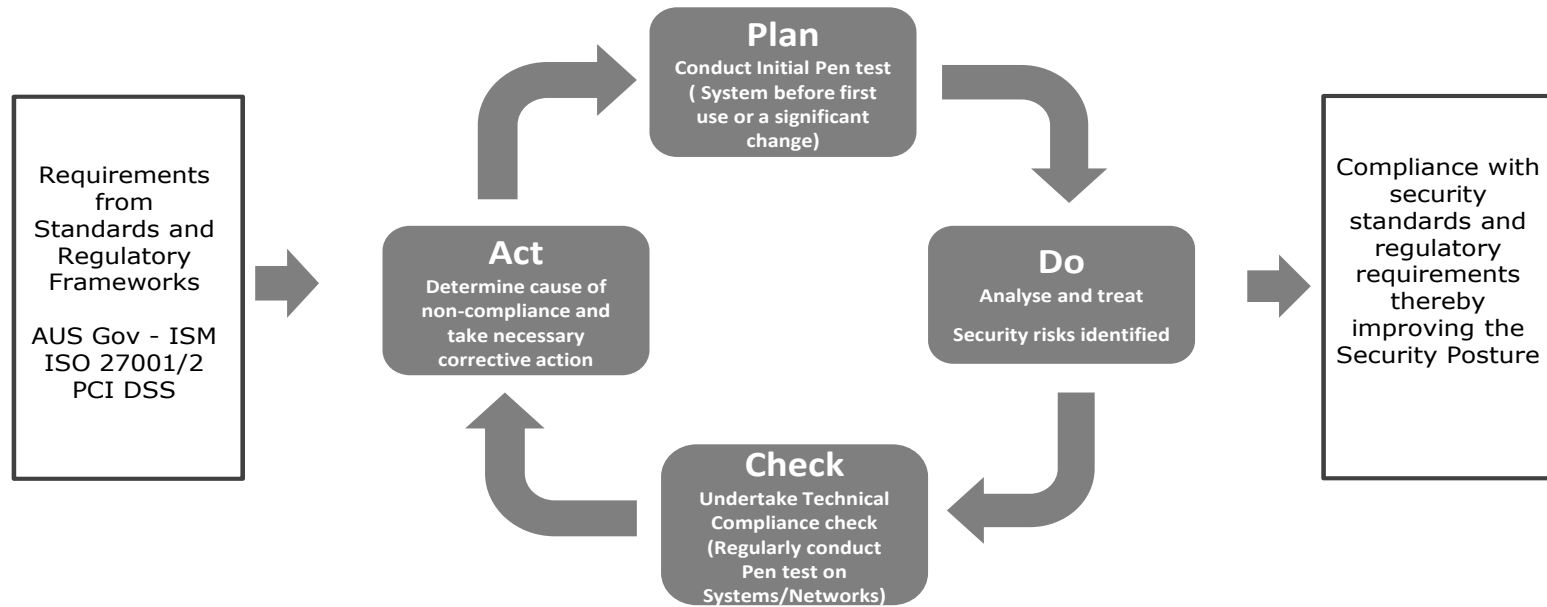 Requirements
from
Standards and
Regulatory
Frameworks
AUS Gov - ISM
ISO 27001/2
PCI DSS
Plan
Conduct Initial Pen test
( System before first
use or a significant
change)
Act
Determine cause of
non-compliance and
take necessary
corrective action
Do
Analyse and treat
Security risks identified
Check
Undertake Technical
Compliance check
(Regularly conduct
Pen test on
Systems/Networks)
Compliance with
security
standards and
regulatory
requirements
thereby
improving the
Security Posture